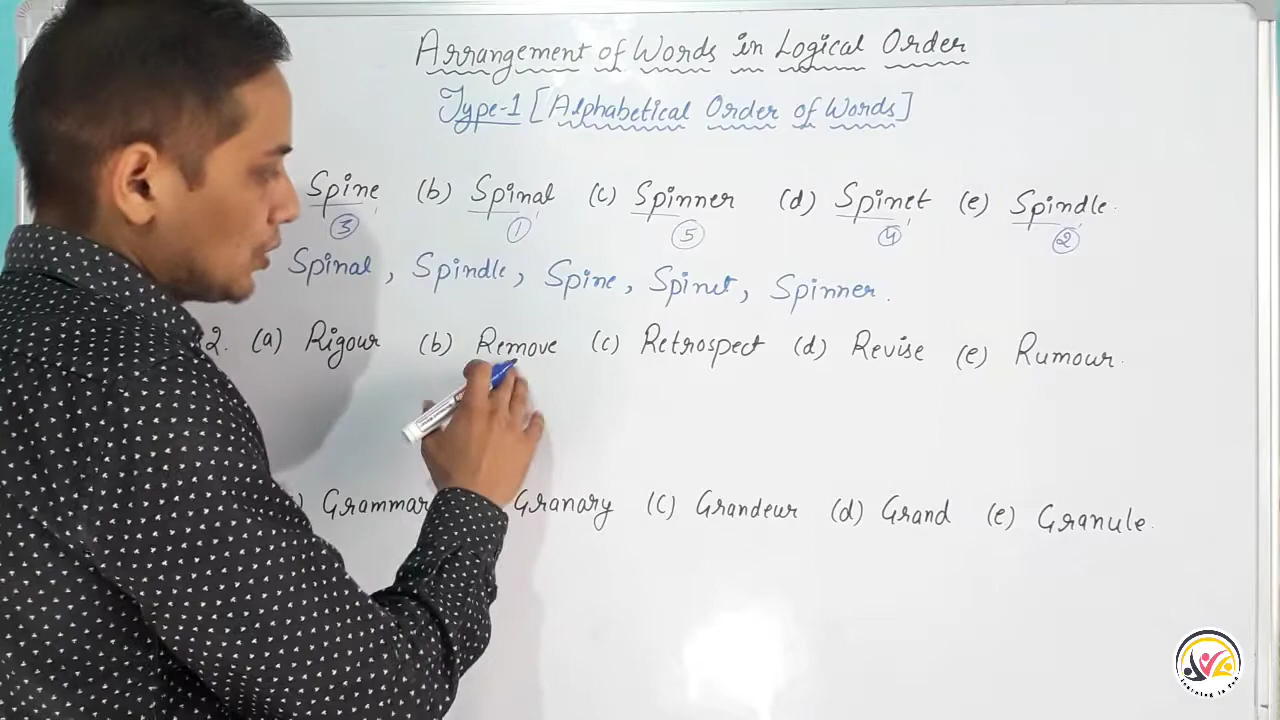 Arrangement of Words in Logical Order
Type-1 [Alphabetical Order of Words]
Spine (b) Spinal (c) Spinner (d) Spinet (e) Spindle.
3 1 5 4 2
Spinal, Spindle, Spine, Spinet, Spinner.
2. (a) Rigour (b) Remove (c) Retrospect (d) Revise (e) Rumour.
Grammar Granary (c) Grandeur (d) Grand (e) Granule.